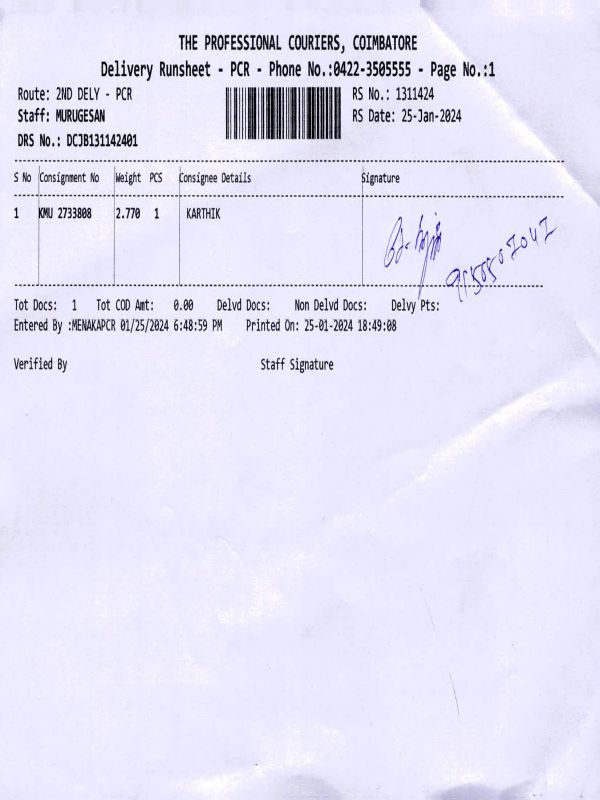 THE PROFESSIONAL COURIERS, COIMBATORE
Delivery Runsheet - PCR - Phone No.:0422-3505555 - Page No.:1
Route: 2ND DELY - PCR RS No.: 1311424
Staff: MURUGESAN RS Date: 25-Jan-2024
DRS No.: DCJB131142401
S No Consignment No Weight PCS Consignee Details Signature
1 KMU 2733808 2.770 1 KARTHIK
Tot Docs: 1 Tot COD Amt: 0.00 Delvd Docs: Non Delvd Docs: Delvy Pts:
Entered By :MENAKAPCR 01/25/2024 6:48:59 PM Printed On: 25-01-2024 18:49:08
Verified By Staff Signature